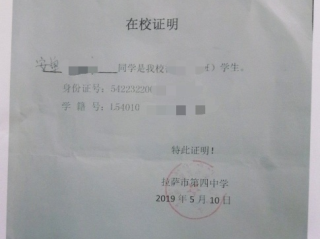 在校证明
同学是我校 学生。
身份证号：54223220
学籍号：L54010
特此证明！
拉萨市第四中学
2019年5月10日